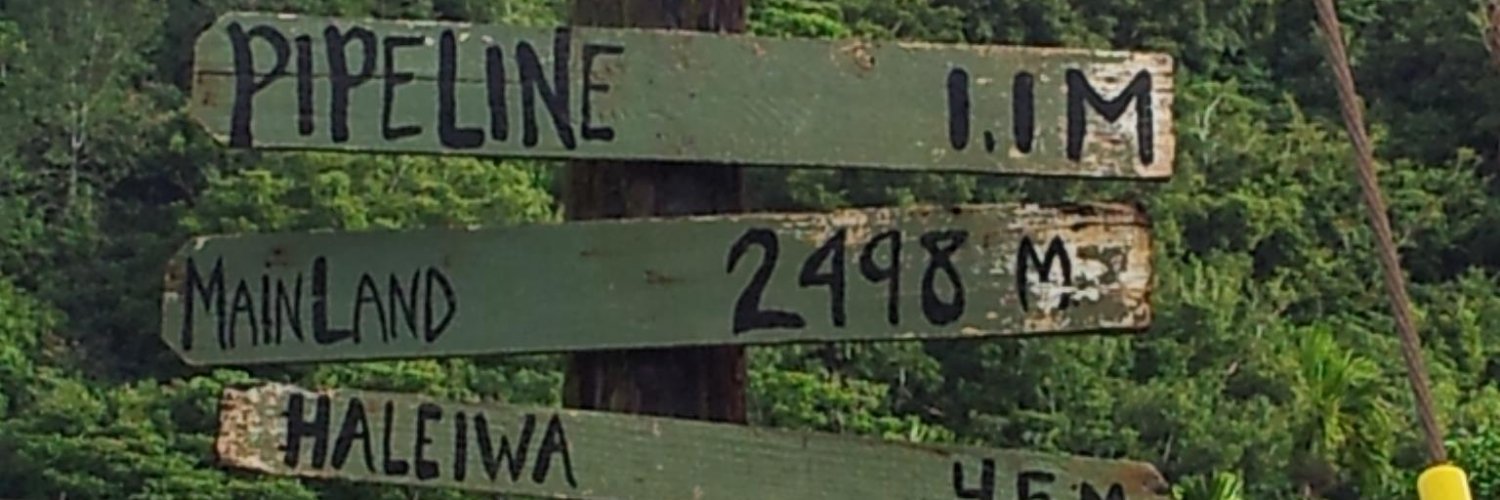 PIPELINE 1.1M
MAINLAND 2498 M
HALEIWA